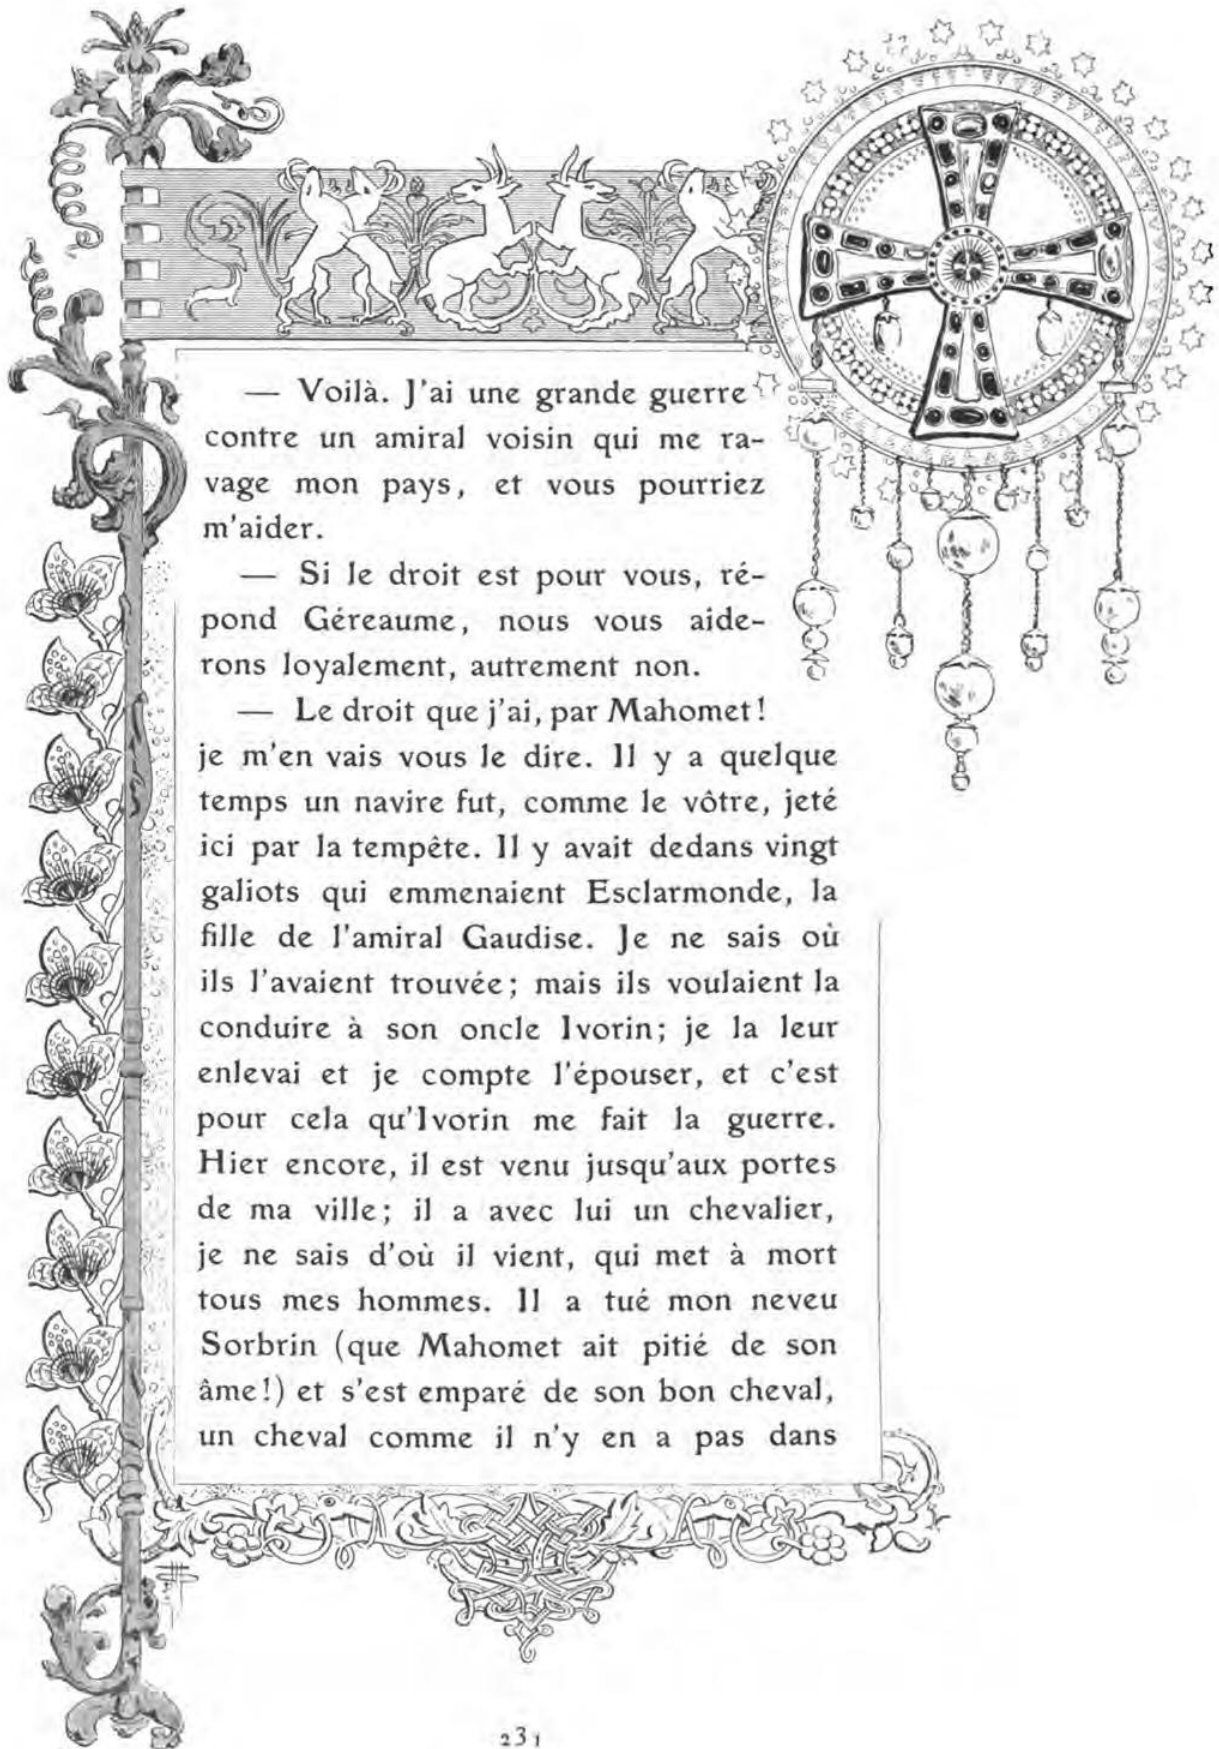 — Voilà. J'ai une grande guerre
contre un amiral voisin qui me ra-
vage mon pays, et vous pourriez
m'aider.
— Si le droit est pour vous, ré-
pond Géreaume, nous vous aide-
rons loyalement, autrement non.
— Le droit que j'ai, par Mahomet!
je m'en vais vous le dire. Il y a quelque
temps un navire fut, comme le vôtre, jeté
ici par la tempête. Il y avait dedans vingt
galiots qui emmenaient Esclarmonde, la
fille de l'amiral Gaudise. Je ne sais où
ils l'avaient trouvée; mais ils voulaient la
conduire à son oncle Ivorin; je la leur
enlevai et je compte l'épouser, et c'est
pour cela qu'Ivorin me fait la guerre.
Hier encore, il est venu jusqu'aux portes
de ma ville; il a avec lui un chevalier,
je ne sais d'où il vient, qui met à mort
tous mes hommes. Il a tué mon neveu
Sorbrin (que Mahomet ait pitié de son
âme!) et s'est emparé de son bon cheval,
un cheval comme il n'y en a pas dans
231